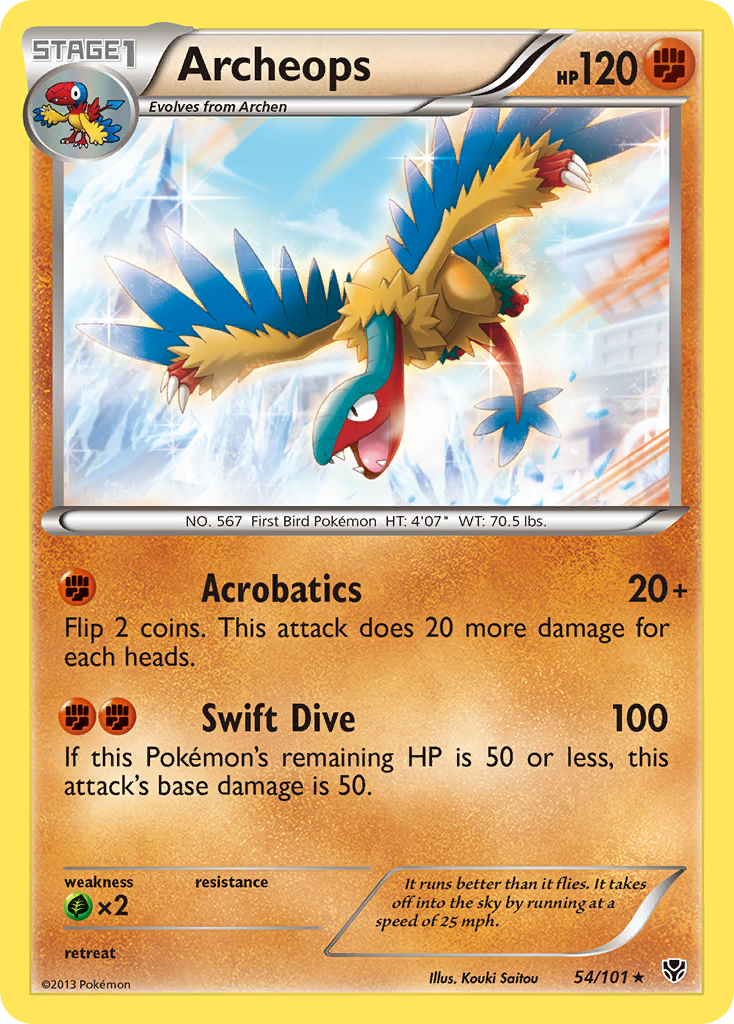 STAGE1
Archeops
HP120
Evolves from Archen
NO. 567 First Bird Pokémon HT: 4'07" WT: 70.5 lbs.
Acrobatics 20+
Flip 2 coins. This attack does 20 more damage for
each heads.
Swift Dive 100
If this Pokémon's remaining HP is 50 or less, this
attack's base damage is 50.
weakness resistance
×2
retreat
It runs better than it flies. It takes
off into the sky by running at a
speed of 25 mph.
©2013 Pokémon
Illus. Kouki Saitou 54/101 ★